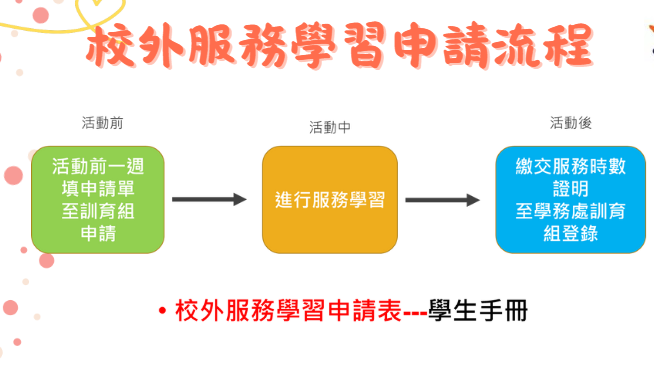 校外服務學習申請流程
活動前
活動前一週
填申請單
至訓育組
申請
活動中
進行服務學習
活動後
繳交服務時數
證明
至學務處訓育
組登錄
• 校外服務學習申請表---學生手冊